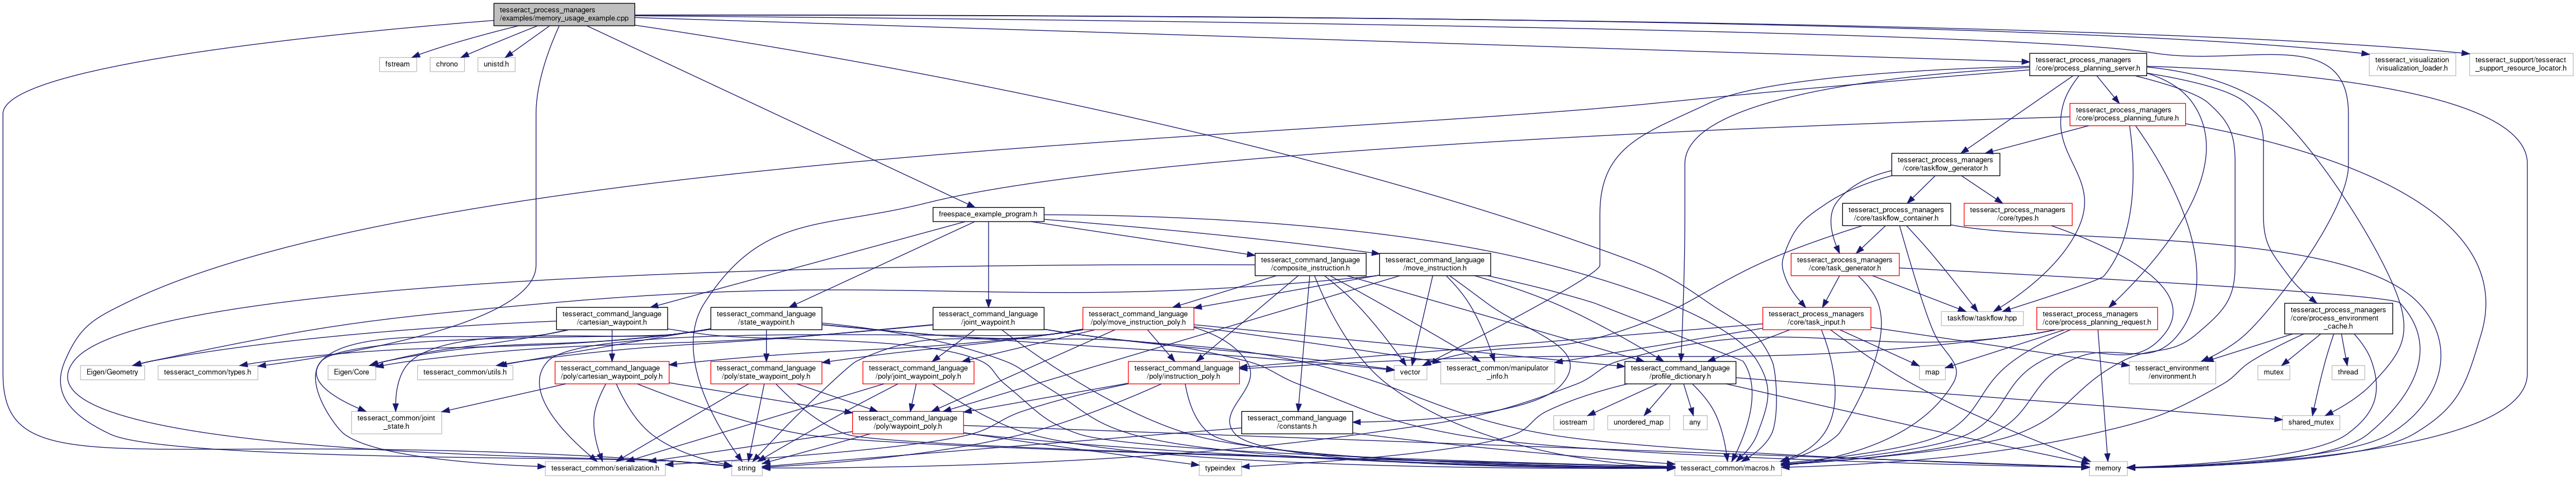 tesseract_process_managers
/examples/memory_usage_example.cpp
fstream
chrono
unistd.h
tesseract_process_managers
/core/process_planning_server.h
tesseract_visualization
/visualization_loader.h
tesseract_support/tesseract
_support_resource_locator.h
tesseract_process_managers
/core/process_planning_future.h
tesseract_process_managers
/core/taskflow_generator.h
freespace_example_program.h
tesseract_process_managers
/core/taskflow_container.h
tesseract_process_managers
/core/types.h
tesseract_command_language
/composite_instruction.h
tesseract_command_language
/move_instruction.h
tesseract_process_managers
/core/task_generator.h
tesseract_command_language
/cartesian_waypoint.h
tesseract_command_language
/state_waypoint.h
tesseract_command_language
/joint_waypoint.h
tesseract_command_language
/poly/move_instruction_poly.h
tesseract_process_managers
/core/task_input.h
taskflow/taskflow.hpp
tesseract_process_managers
/core/process_planning_request.h
tesseract_process_managers
/core/process_environment
_cache.h
Eigen/Geometry
tesseract_common/types.h
Eigen/Core
tesseract_common/utils.h
tesseract_command_language
/poly/cartesian_waypoint_poly.h
tesseract_command_language
/poly/state_waypoint_poly.h
tesseract_command_language
/poly/joint_waypoint_poly.h
tesseract_command_language
/poly/instruction_poly.h
vector
tesseract_common/manipulator
_info.h
tesseract_command_language
/profile_dictionary.h
map
tesseract_environment
/environment.h
mutex
thread
tesseract_common/joint
_state.h
tesseract_command_language
/poly/waypoint_poly.h
tesseract_command_language
/constants.h
iostream
unordered_map
any
shared_mutex
tesseract_common/serialization.h
string
typeindex
tesseract_common/macros.h
memory